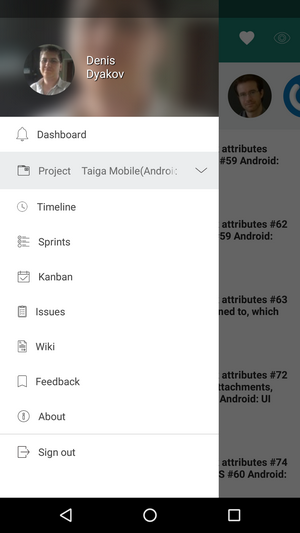 Denis
Dyakov
Dashboard
Project Taiga Mobile(Androi
Timeline
Sprints
Kanban
Issues
Wiki
Feedback
About
Sign out
attributes
#59 Android:
attributes #62
59 Android:
attributes #63
ned to, which
attributes #72
ttachments,
Android: UI
attributes #74
S #60 Android: